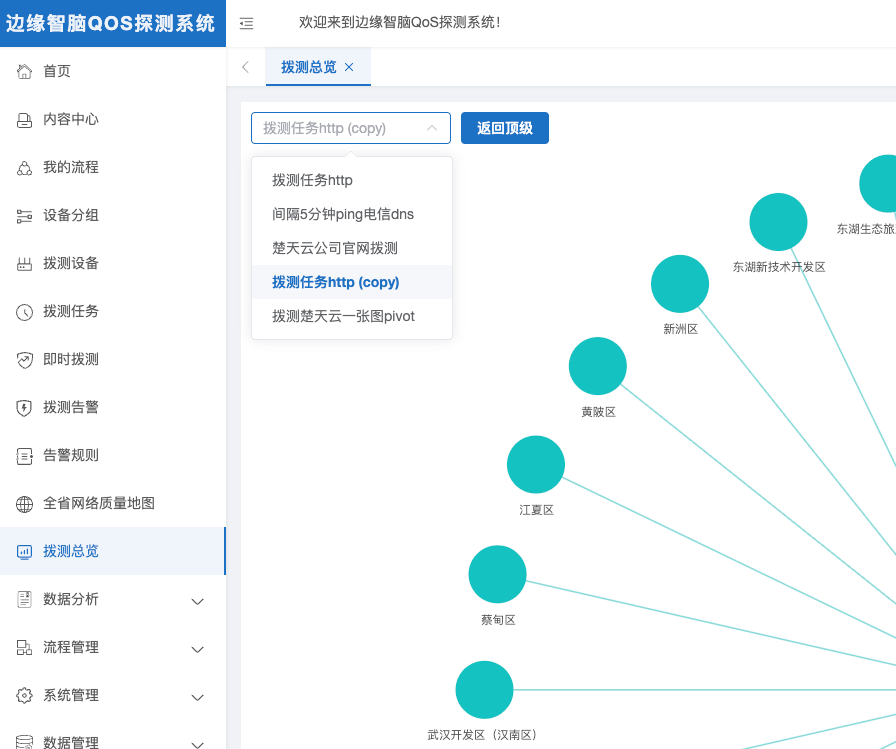 边缘智脑QOS探测系统
欢迎来到边缘智脑QoS探测系统!
首页
内容中心
我的流程
设备分组
拨测设备
拨测任务
即时拨测
拨测告警
告警规则
全省网络质量地图
拨测总览
数据分析
流程管理
系统管理
数据管理
拨测总览
拨测任务http (copy)
返回顶级
拨测任务http
间隔5分钟ping电信dns
楚天云公司官网拨测
拨测任务http (copy)
拨测楚天云一张图pivot
东湖生态旅
东湖新技术开发区
新洲区
黄陂区
江夏区
蔡甸区
武汉开发区（汉南区）